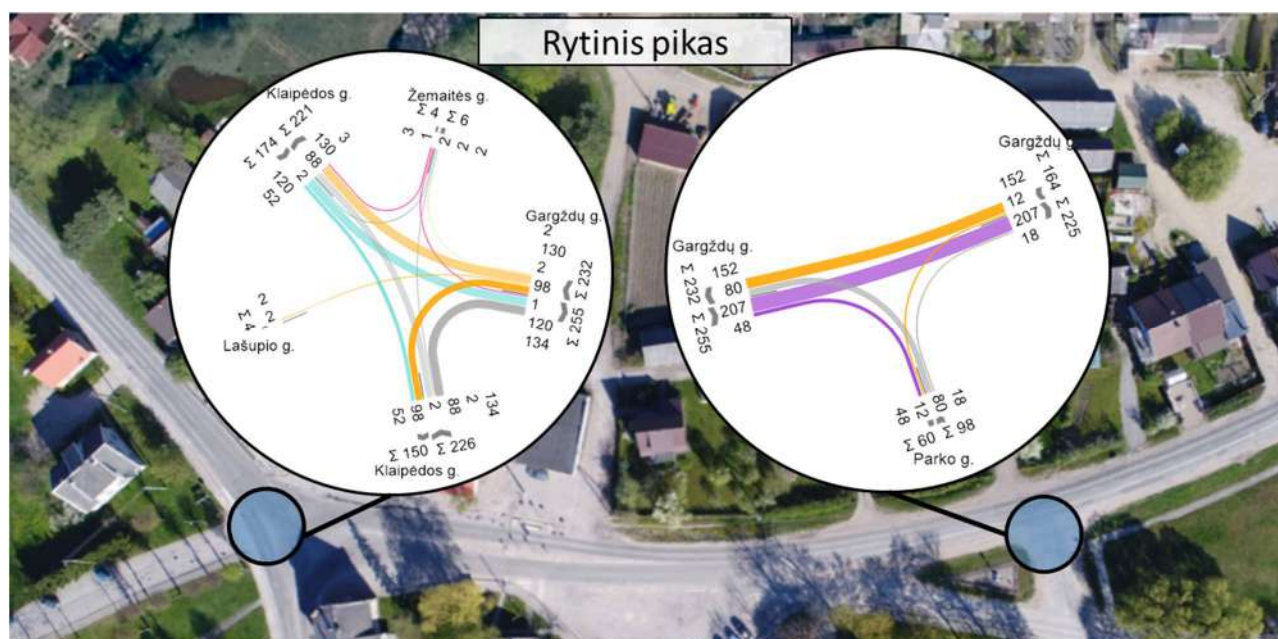 Rytinis pikas
Klaipėdos g.
Σ 174 Σ 221
120
52
2
88
130
3
Žemaitės g.
Σ 4 Σ 6
3
1
2
2
2
Gargždų g.
2
130
2
98
1
120
134
Σ 232
Σ 255
Lašupio g.
Σ 4
2
2
52
98
2
88
2
134
Σ 150 Σ 226
Klaipėdos g.
Gargždų g.
152
12
207
18
Σ 164
Σ 225
Gargždų g.
Σ 232
Σ 255
152
80
207
48
48
12
80
18
Σ 60 Σ 98
Parko g.